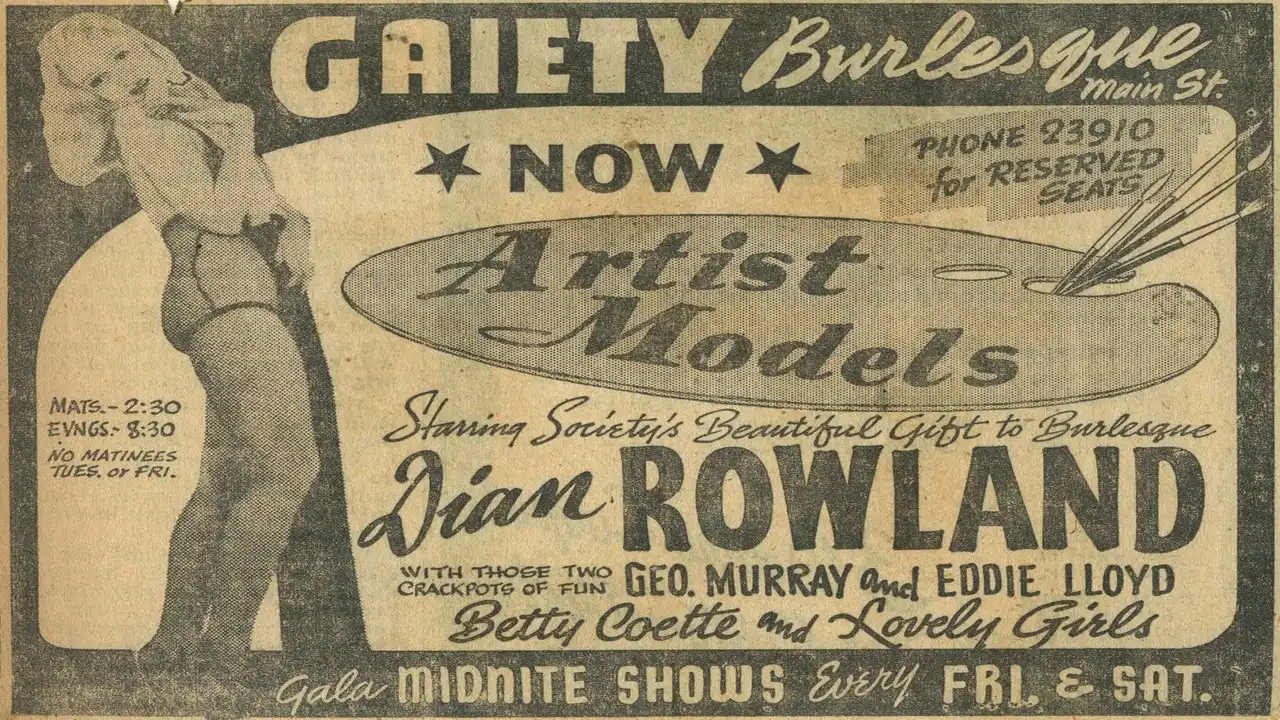 GAIETY Burlesque
Main St.
★ NOW ★
PHONE 23910
for RESERVED
SEATS
Artist
Models
MATS.- 2:30
EVNGS.- 8:30
NO MATINEES
TUES. or FRI.
Starring Society's Beautiful Gift to Burlesque
Dian ROWLAND
WITH THOSE TWO
CRACKPOTS OF FUN
GEO. MURRAY and EDDIE LLOYD
Betty Coette and Lovely Girls
Gala MIDNITE SHOWS Every FRI. & SAT.